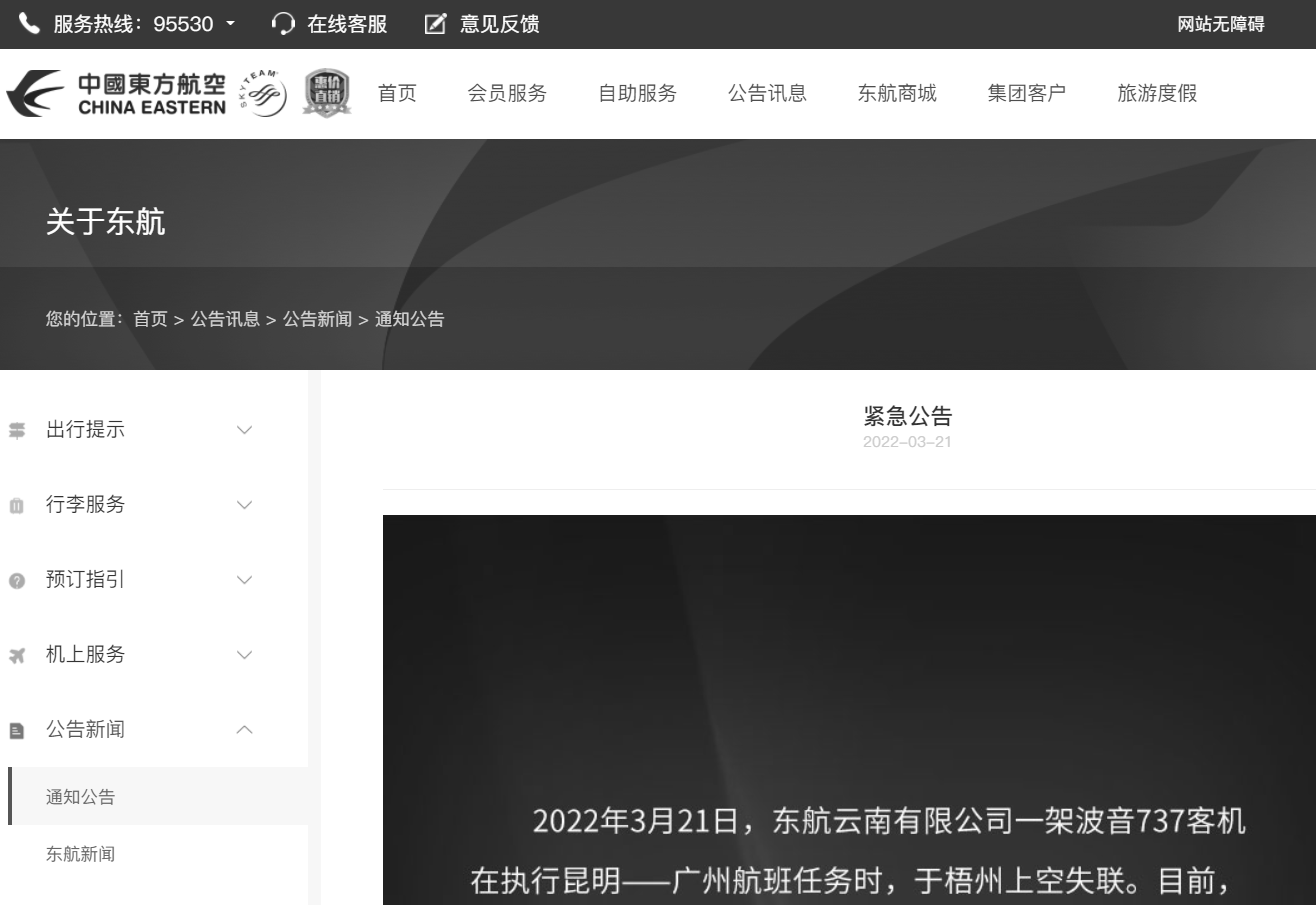 服务热线：95530
在线客服
意见反馈
网站无障碍
中國東方航空
CHINA EASTERN
SKYTEAM
惠价
直销
首页
会员服务
自助服务
公告讯息
东航商城
集团客户
旅游度假
关于东航
您的位置：首页 > 公告讯息 > 公告新闻 > 通知公告
出行提示
行李服务
预订指引
机上服务
公告新闻
通知公告
东航新闻
紧急公告
2022-03-21
2022年3月21日，东航云南有限公司一架波音737客机
在执行昆明——广州航班任务时，于梧州上空失联。目前，